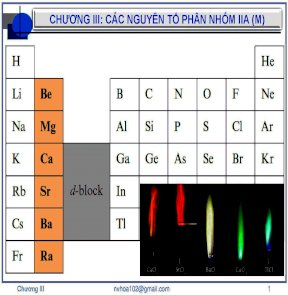 CHƯƠNG III: CÁC NGUYÊN TỐ PHÂN NHÓM IIA (M)
H He
Li Be B C N O F Ne
Na Mg Al Si P S Cl Ar
K Ca Ga Ge As Se Br Kr
Rb Sr d-block In
Cs Ba Tl
Fr Ra
Chương III nvhoa102@gmail.com 1